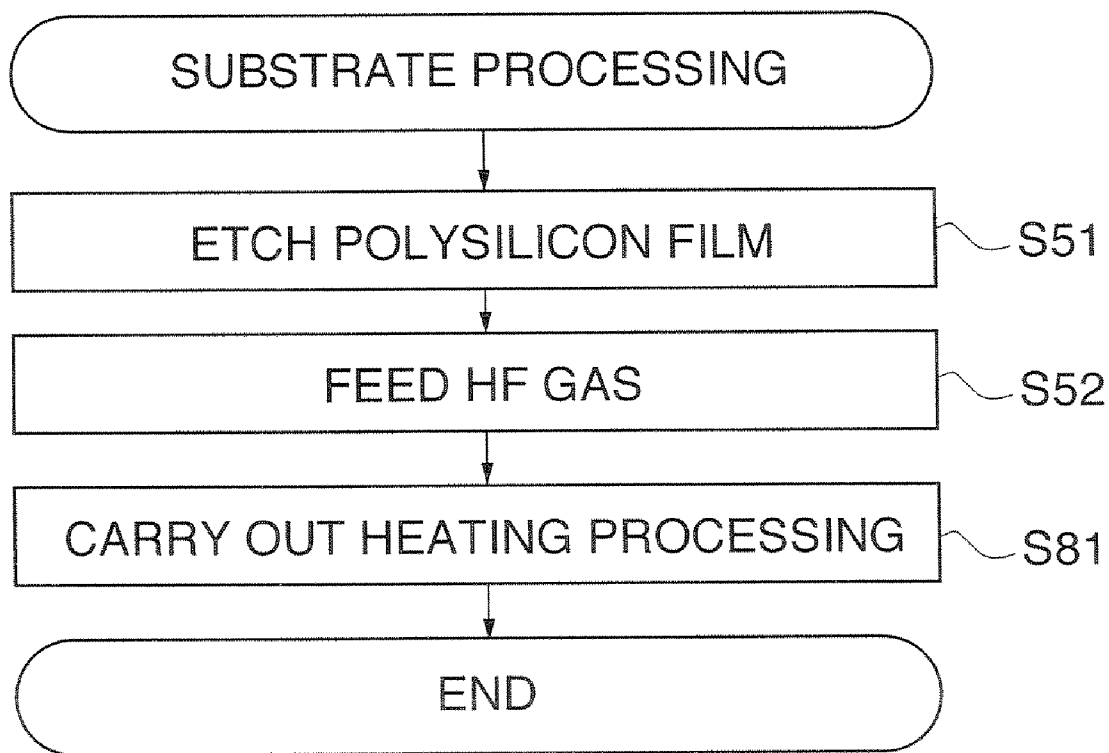 SUBSTRATE PROCESSING
ETCH POLYSILICON FILM
S51
FEED HF GAS
S52
CARRY OUT HEATING PROCESSING
S81
END